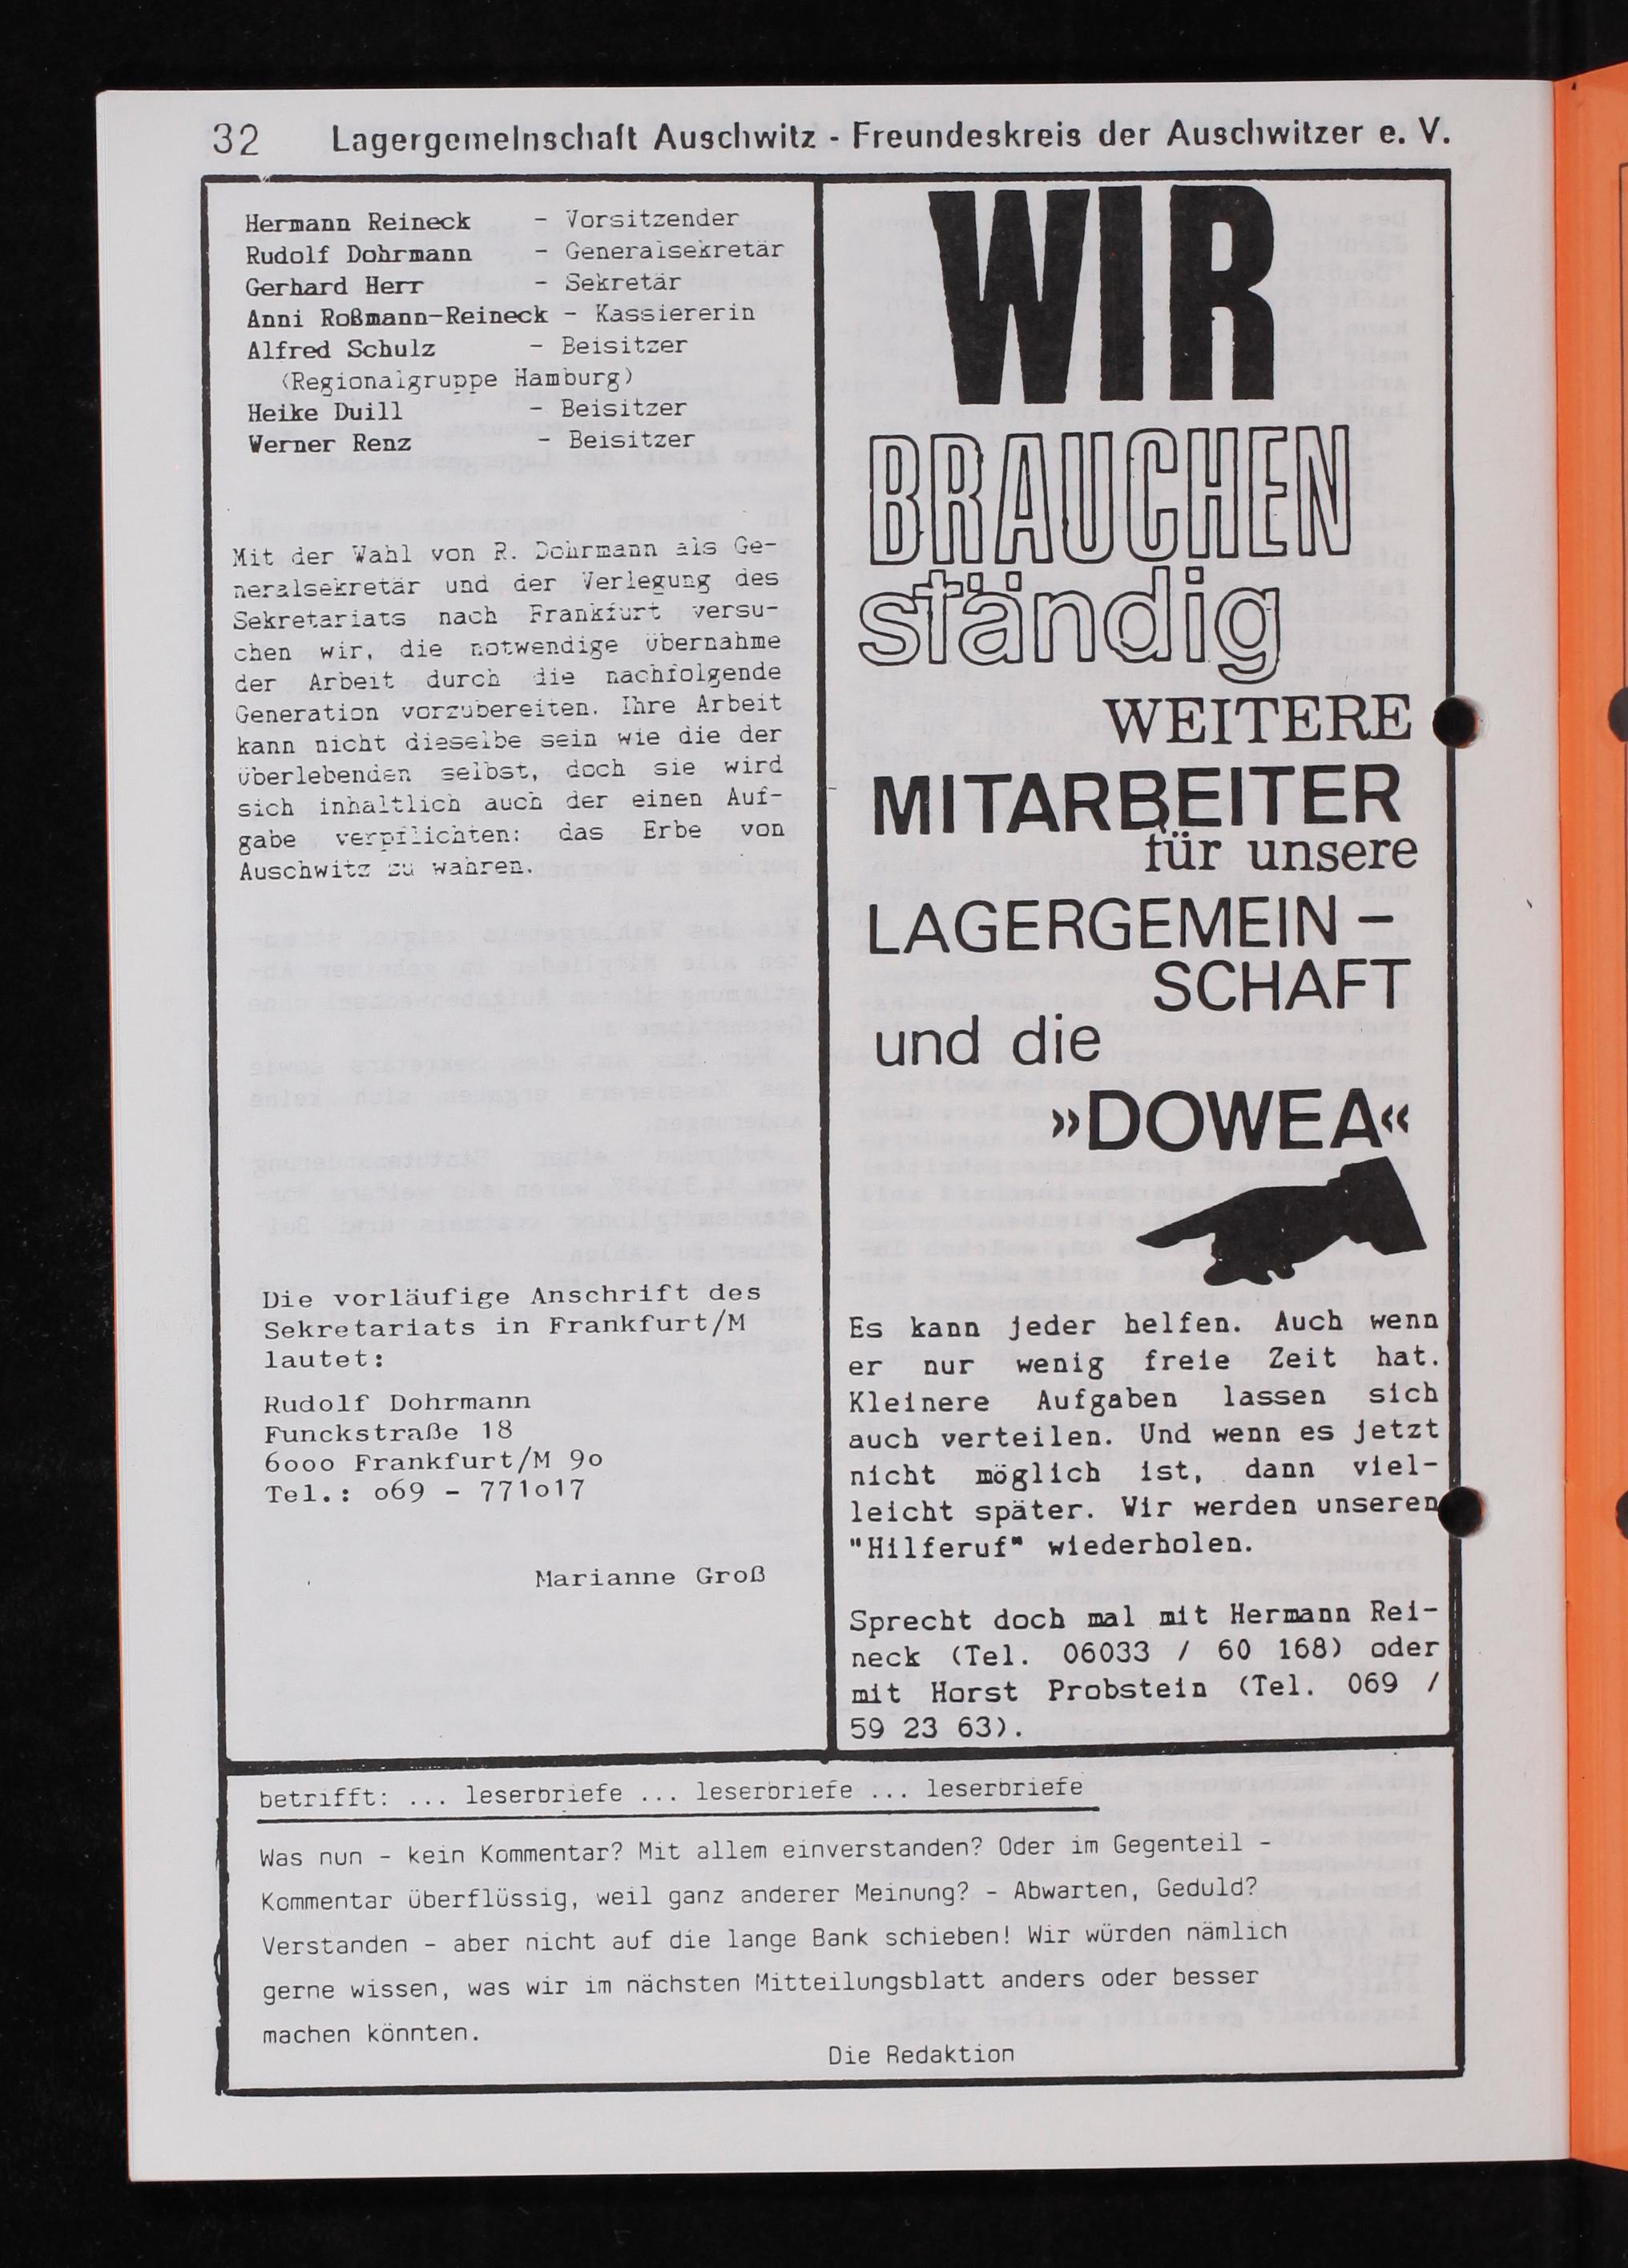 32 Lagergemeinschaft Auschwitz - Freundeskreis der Auschwitzer e. V.
Hermann Reineck - Vorsitzender
Rudolf Dohrmann - Generalsekretär
Gerhard Herr - Sekretär
Anni Roßmann-Reineck - Kassiererin
Alfred Schulz - Beisitzer
(Regionalgruppe Hamburg)
Heike Duill - Beisitzer
Werner Renz - Beisitzer
Mit der Wahl von R. Dohrmann als Ge-
neralsekretär und der Verlegung des
Sekretariats nach Frankfurt versu-
chen wir, die notwendige Übernahme
der Arbeit durch die nachfolgende
Generation vorzubereiten. Ihre Arbeit
kann nicht dieselbe sein wie die der
Überlebenden selbst, doch sie wird
sich inhaltlich auch der einen Auf-
gabe verpflichten: das Erbe von
Auschwitz zu wahren.
Die vorläufige Anschrift des
Sekretariats in Frankfurt/M
lautet:
Rudolf Dohrmann
Funckstraße 18
6ooo Frankfurt/M 9o
Tel.: o69 - 771o17
Marianne Groß
WIR
BRAUCHEN
ständig
WEITERE
MITARBEITER
für unsere
LAGERGEMEIN-
SCHAFT
und die
»DOWEA«
Es kann jeder helfen. Auch wenn
er nur wenig freie Zeit hat.
Kleinere Aufgaben lassen sich
auch verteilen. Und wenn es jetzt
nicht möglich ist, dann viel-
leicht später. Wir werden unseren
"Hilferuf" wiederholen.
Sprecht doch mal mit Hermann Rei-
neck (Tel. 06033 / 60 168) oder
mit Horst Probstein (Tel. 069 /
59 23 63).
betrifft: ... leserbriefe ... leserbriefe ... leserbriefe
Was nun - kein Kommentar? Mit allem einverstanden? Oder im Gegenteil -
Kommentar überflüssig, weil ganz anderer Meinung? - Abwarten, Geduld?
Verstanden - aber nicht auf die lange Bank schieben! Wir würden nämlich
gerne wissen, was wir im nächsten Mitteilungsblatt anders oder besser
machen könnten.
Die Redaktion